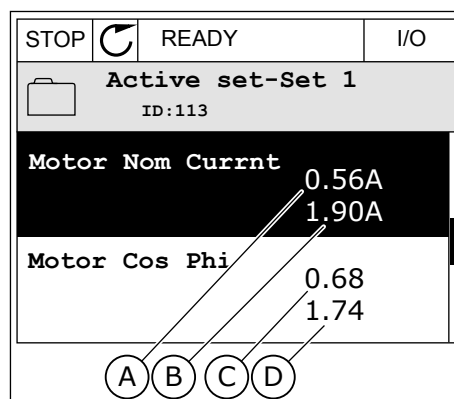 STOP READY I/O
Active set-Set 1
ID:113
Motor Nom Currnt
0.56A
1.90A
Motor Cos Phi
0.68
1.74
A B C D